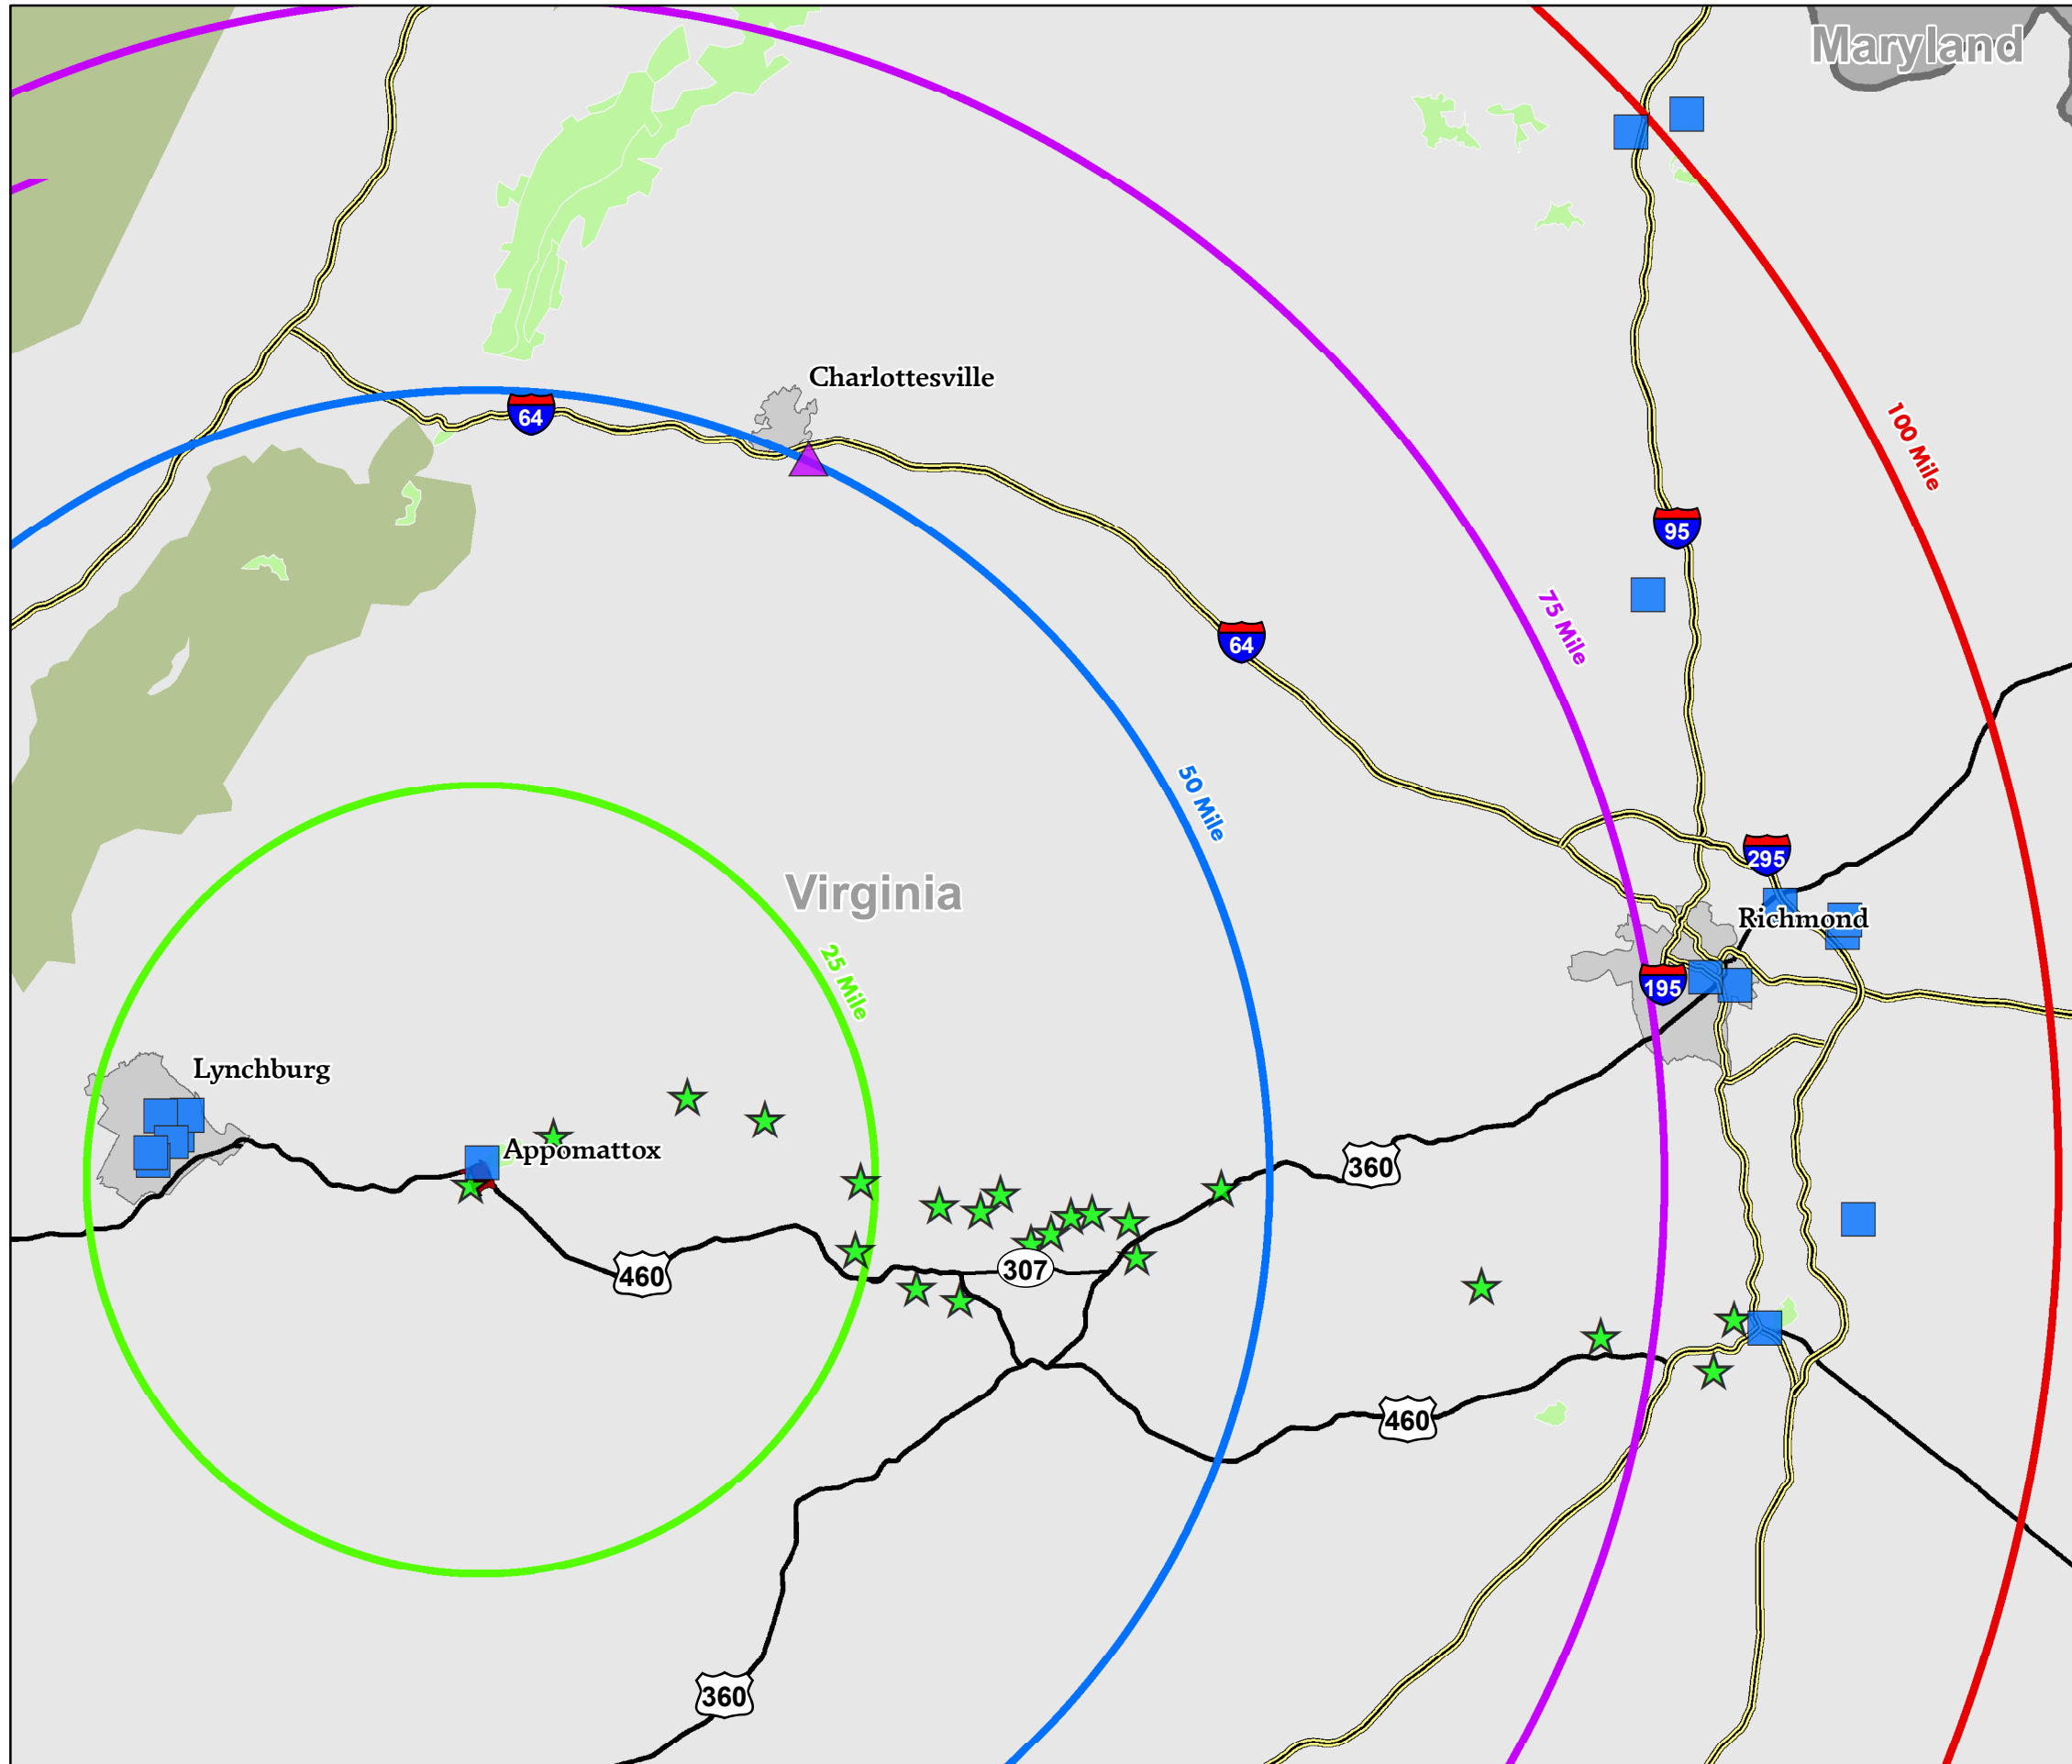 Maryland
Charlottesville
64
100 Mile
95
75 Mile
64
50 Mile
295
Virginia
Richmond
25 Mile
195
Lynchburg
Appomattox
360
307
460
460
360